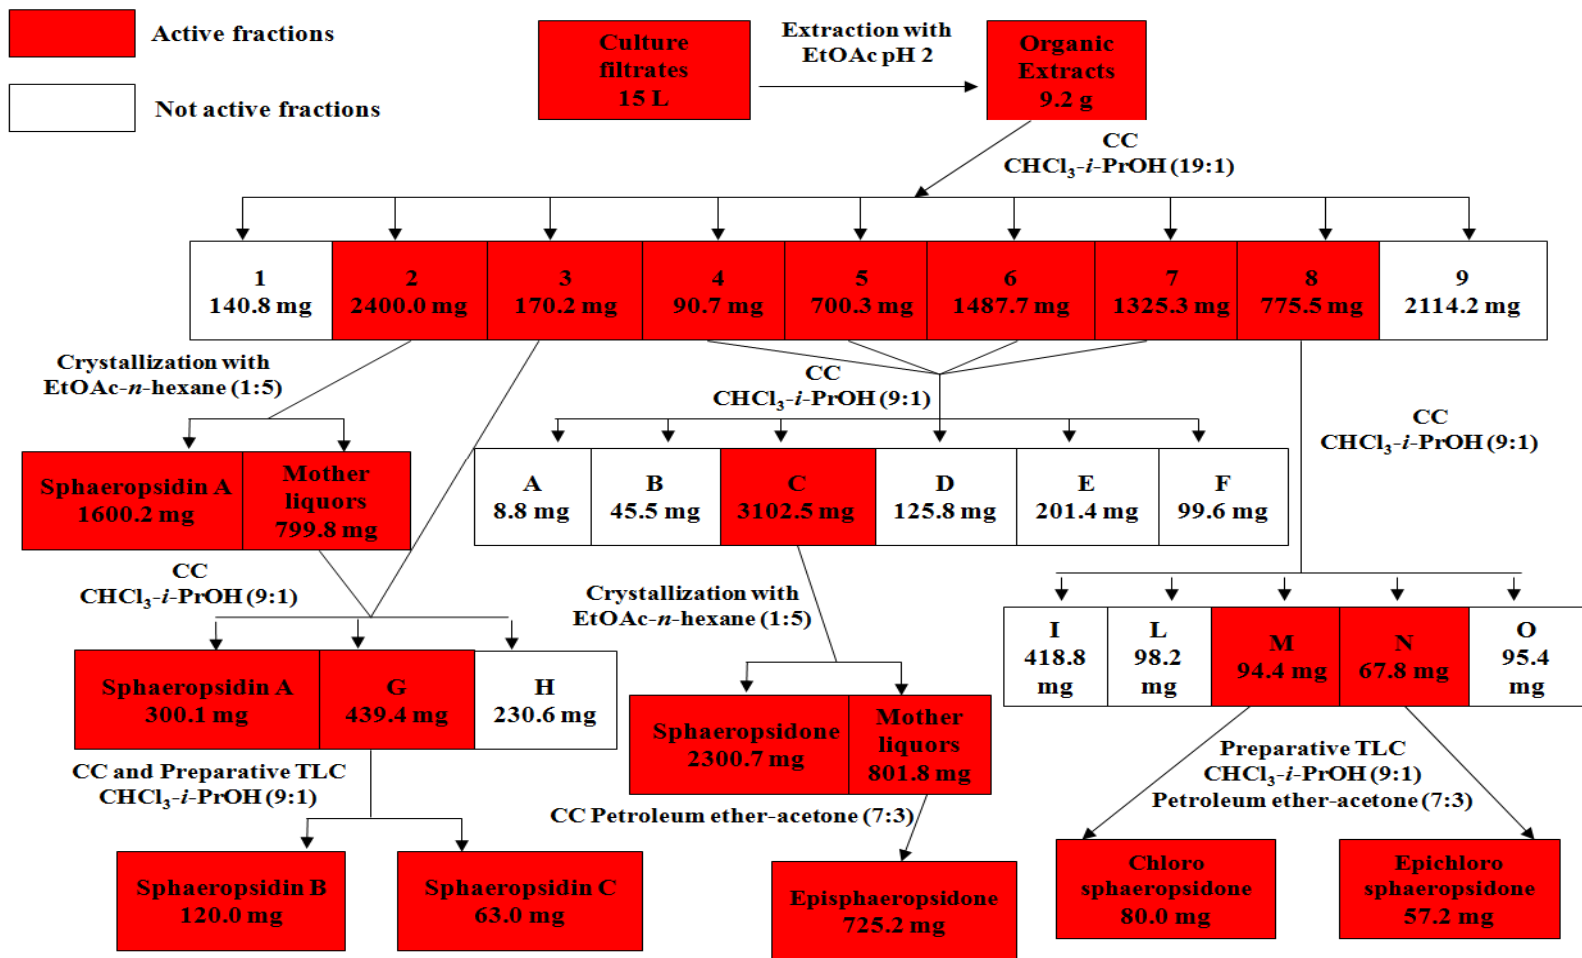 Active fractions
Not active fractions
Culture
filtrates
15 L
Extraction with
EtOAc pH 2
Organic
Extracts
9.2 g
CC
CHCl₃-i-PrOH (19:1)
1
140.8 mg
2
2400.0 mg
3
170.2 mg
4
90.7 mg
5
700.3 mg
6
1487.7 mg
7
1325.3 mg
8
775.5 mg
9
2114.2 mg
Crystallization with
EtOAc-n-hexane (1:5)
CC
CHCl₃-i-PrOH (9:1)
CC
CHCl₃-i-PrOH (9:1)
Sphaeropsidin A
1600.2 mg
Mother
liquors
799.8 mg
A
8.8 mg
B
45.5 mg
C
3102.5 mg
D
125.8 mg
E
201.4 mg
F
99.6 mg
CC
CHCl₃-i-PrOH (9:1)
Crystallization with
EtOAc-n-hexane (1:5)
I
418.8
mg
L
98.2
mg
M
94.4 mg
N
67.8 mg
O
95.4
mg
Sphaeropsidin A
300.1 mg
G
439.4 mg
H
230.6 mg
Sphaeropsidone
2300.7 mg
Mother
liquors
801.8 mg
CC and Preparative TLC
CHCl₃-i-PrOH (9:1)
CC Petroleum ether-acetone (7:3)
Preparative TLC
CHCl₃-i-PrOH (9:1)
Petroleum ether-acetone (7:3)
Sphaeropsidin B
120.0 mg
Sphaeropsidin C
63.0 mg
Episphaeropsidone
725.2 mg
Chloro
sphaeropsidone
80.0 mg
Epichloro
sphaeropsidone
57.2 mg